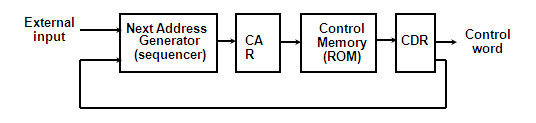 External
input
Next Address
Generator
(sequencer)
CA
R
Control
Memory
(ROM)
CDR
Control
word